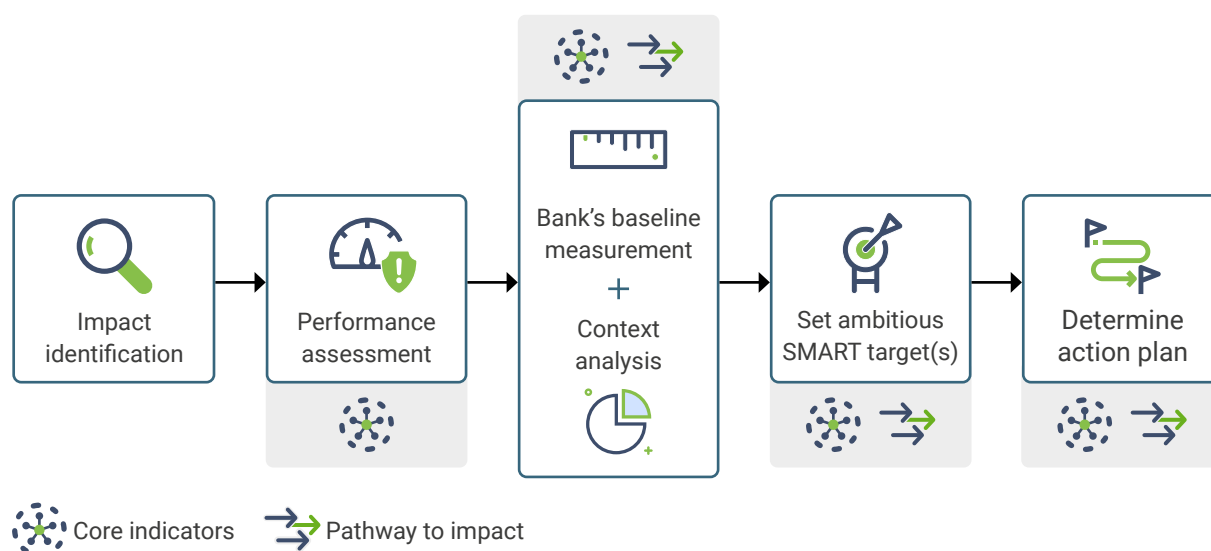 Impact
identification
Performance
assessment
Bank's baseline
measurement
+
Context
analysis
Set ambitious
SMART target(s)
Determine
action plan
Core indicators
Pathway to impact